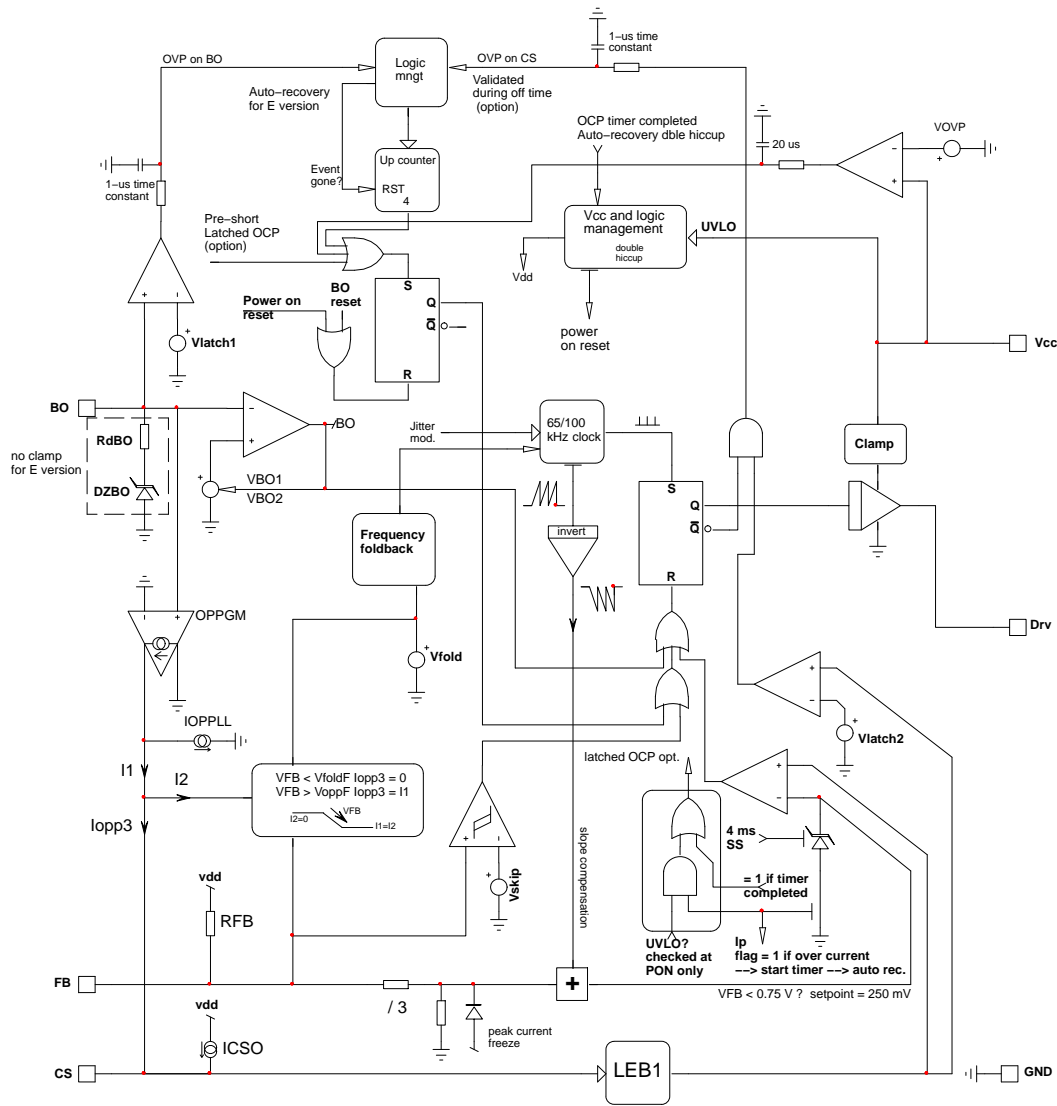 1−us time
constant
OVP on BO
Logic
mngt
OVP on CS
Auto−recovery
for E version
Validated
during off time
(option)
OCP timer completed
Auto−recovery dble hiccup
20 us
VOVP
−
+
+
Up counter
RST
4
Event
gone?
1−us time
constant
Pre−short
Latched OCP
(option)
Vcc and logic
management
double
hiccup
UVLO
Vdd
power
on reset
S
Q
Q
R
Power on
reset
BO
reset
+
−
+
Vlatch1
Vcc
BO
−
+
BO
RdBO
DZBO
no clamp
for E version
+
VBO1
VBO2
Jitter
mod.
65/100
kHz clock
Clamp
S
Q
Q
R
invert
Frequency
foldback
Drv
−
+
OPPGM
+
Vfold
+
−
+
Vlatch2
IOPPLL
I1
I2
Iopp3
VFB < VfoldF Iopp3 = 0
VFB > VoppF Iopp3 = I1
VFB
I2=0
I1=I2
+
−
+
Vskip
slope compensation
latched OCP opt.
+
−
4 ms
SS
= 1 if timer
completed
UVLO?
checked at
PON only
Ip
flag = 1 if over current
−−> start timer −−> auto rec.
VFB < 0.75 V ? setpoint = 250 mV
vdd
RFB
FB
/ 3
+
peak current
freeze
vdd
ICSO
CS
LEB1
GND